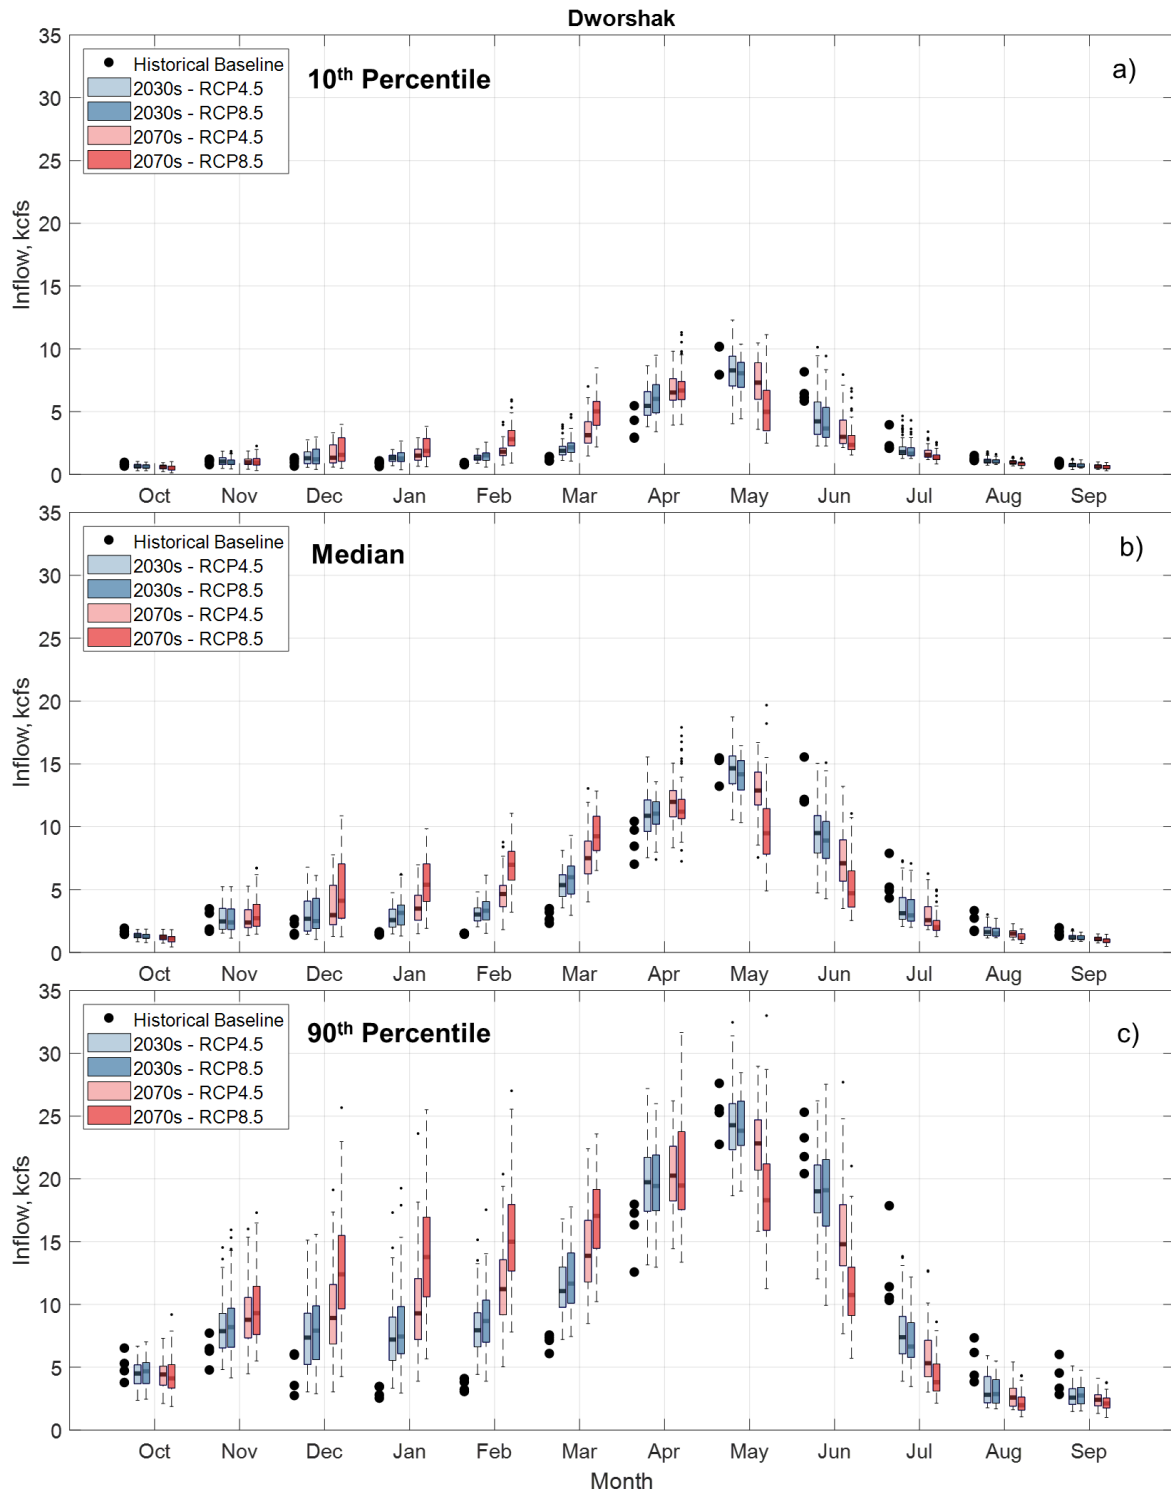 Dworshak
35
30
25
20
15
10
5
0
Inflow, kcfs
Historical Baseline
2030s - RCP4.5
2030s - RCP8.5
2070s - RCP4.5
2070s - RCP8.5
10th Percentile
a)
Oct Nov Dec Jan Feb Mar Apr May Jun Jul Aug Sep
35
30
25
20
15
10
5
0
Inflow, kcfs
Historical Baseline
2030s - RCP4.5
2030s - RCP8.5
2070s - RCP4.5
2070s - RCP8.5
Median
b)
Oct Nov Dec Jan Feb Mar Apr May Jun Jul Aug Sep
35
30
25
20
15
10
5
0
Inflow, kcfs
Historical Baseline
2030s - RCP4.5
2030s - RCP8.5
2070s - RCP4.5
2070s - RCP8.5
90th Percentile
c)
Oct Nov Dec Jan Feb Mar Apr May Jun Jul Aug Sep
Month